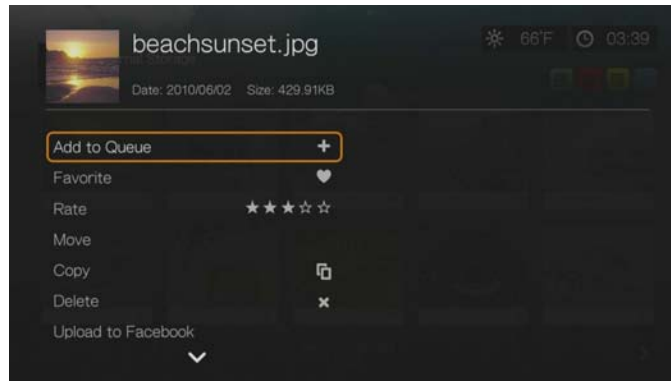 beachsunset.jpg
66°F 03:39
Date: 2010/06/02 Size: 429.91KB
Add to Queue
Favorite
Rate
Move
Copy
Delete
Upload to Facebook